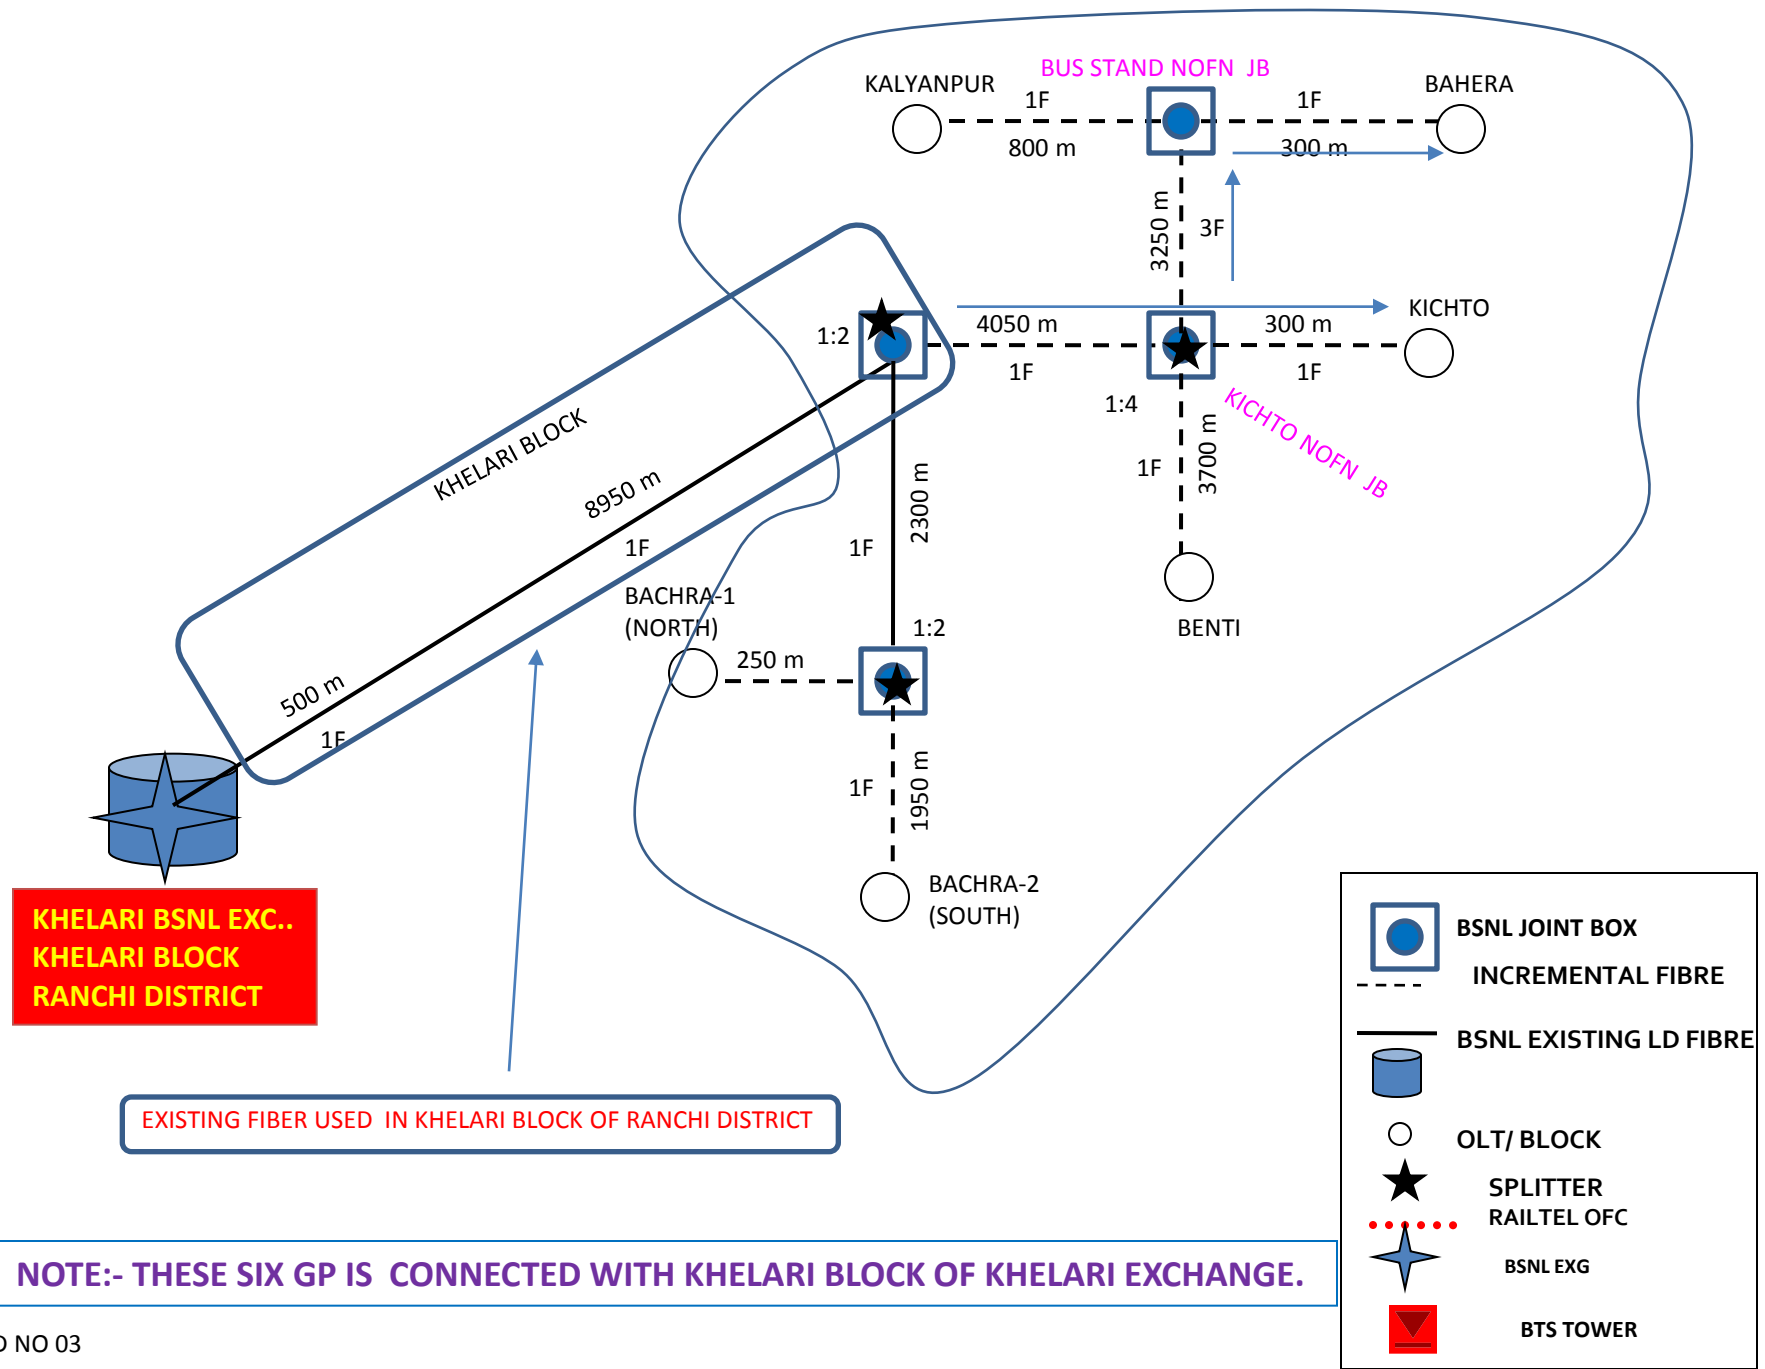 BUS STAND NOFN JB
KALYANPUR
1F
1F
BAHERA
800 m
300 m
3250 m
3F
KICHTO
1:2
4050 m
300 m
1F
1F
1:4
KICHTO NOFN JB
KHELARI BLOCK
8950 m
1F
2300 m
1F
1F
3700 m
BENTI
BACHRA-1
(NORTH)
1:2
250 m
500 m
1F
1F
1950 m
BACHRA-2
(SOUTH)
KHELARI BSNL EXC..
KHELARI BLOCK
RANCHI DISTRICT
EXISTING FIBER USED IN KHELARI BLOCK OF RANCHI DISTRICT
BSNL JOINT BOX
INCREMENTAL FIBRE
BSNL EXISTING LD FIBRE
OLT/ BLOCK
SPLITTER
RAILTEL OFC
BSNL EXG
BTS TOWER
NOTE:- THESE SIX GP IS CONNECTED WITH KHELARI BLOCK OF KHELARI EXCHANGE.
NO 03